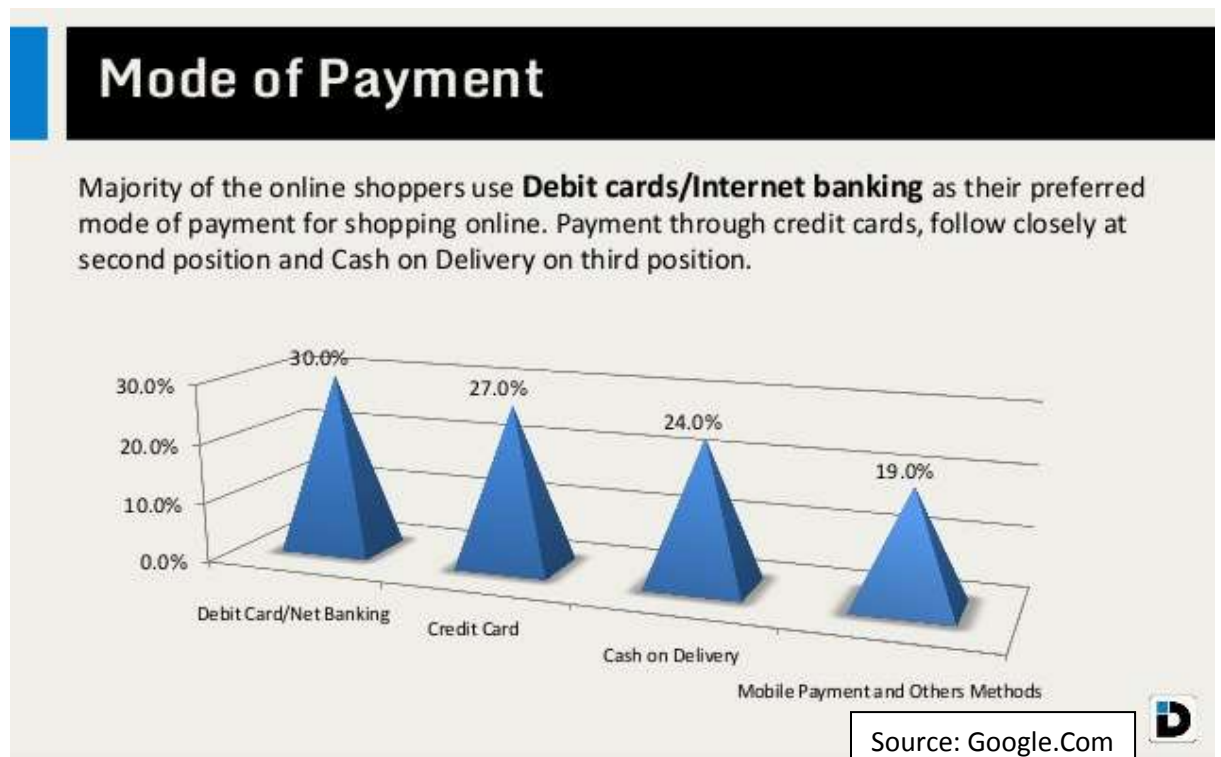 Mode of Payment
Majority of the online shoppers use Debit cards/Internet banking as their preferred
mode of payment for shopping online. Payment through credit cards, follow closely at
second position and Cash on Delivery on third position.
30.0%
27.0%
24.0%
19.0%
30.0%
20.0%
10.0%
0.0%
Debit Card/Net Banking
Credit Card
Cash on Delivery
Mobile Payment and Others Methods
Source: Google.Com